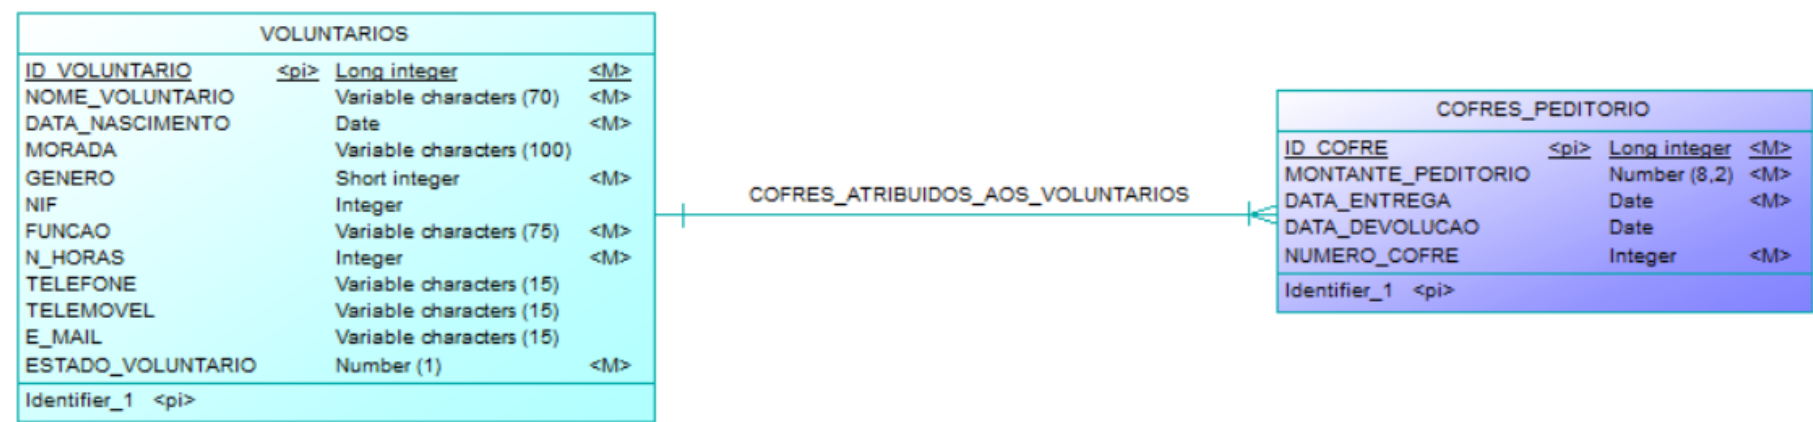 VOLUNTARIOS
ID_VOLUNTARIO <pi> Long integer <M>
NOME_VOLUNTARIO Variable characters (70) <M>
DATA_NASCIMENTO Date <M>
MORADA Variable characters (100)
GENERO Short integer <M>
NIF Integer
FUNCAO Variable characters (75) <M>
N_HORAS Integer <M>
TELEFONE Variable characters (15)
TELEMOVEL Variable characters (15)
E_MAIL Variable characters (15)
ESTADO_VOLUNTARIO Number (1) <M>
Identifier_1 <pi>
COFRES_ATRIBUIDOS_AOS_VOLUNTARIOS
COFRES_PEDITORIO
ID_COFRE <pi> Long integer <M>
MONTANTE_PEDITORIO Number (8,2) <M>
DATA_ENTREGA Date <M>
DATA_DEVOLUCAO Date
NUMERO_COFRE Integer <M>
Identifier_1 <pi>